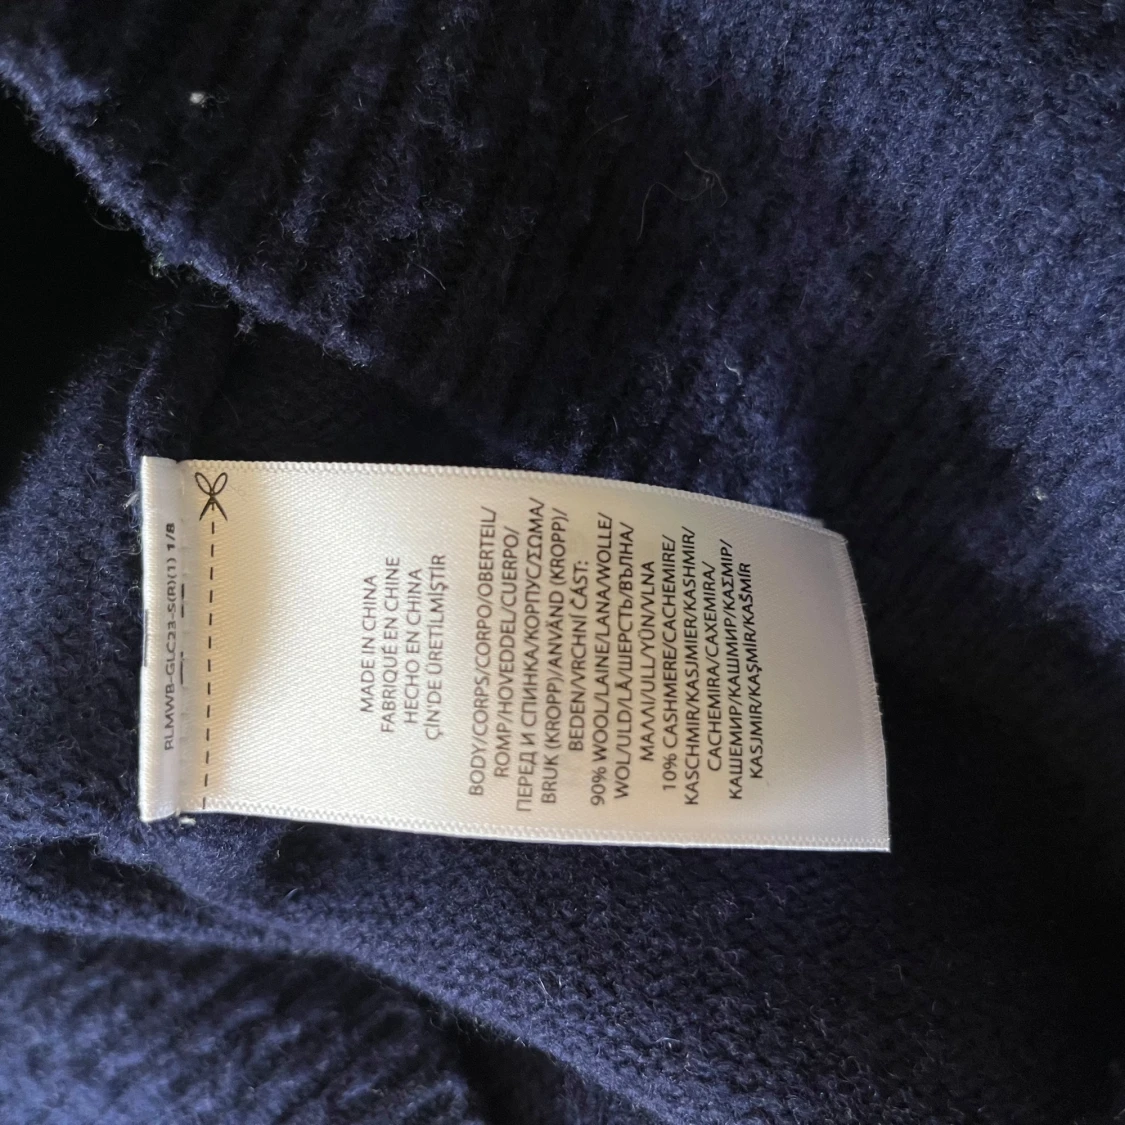 RLMWB-GLC23-S(R)(1) 1/8
MADE IN CHINA
FABRIQUÉ EN CHINE
HECHO EN CHINA
ÇİN'DE ÜRETİLMİŞTİR
BODY/CORPS/CORPO/OBERTEIL/
ROMP/HOVEDDEL/CUERPO/
ПЕРЕД И СПИНКА/КОРПУС/ΣΩΜΑ/
BRUK (KROPP)/ANVÄND (KROPP)/
BEDEN/VRCHNÍ ČÁST:
90% WOOL/LAINE/LANA/WOLLE/
WOL/ULD/LÃ/ШЕРСТЬ/ВЪЛНА/
ΜΑΛΛΙ/ULL/YÜN/VLNA
10% CASHMERE/CACHEMIRE/
KASCHMIR/KASJMIER/KASHMIR/
CACHEMIRA/CAXEMIRA/
КАШЕМИР/КАШМИР/ΚΑΣΜΙΡ/
KASJMIR/KAŞMİR/KAŠMÍR